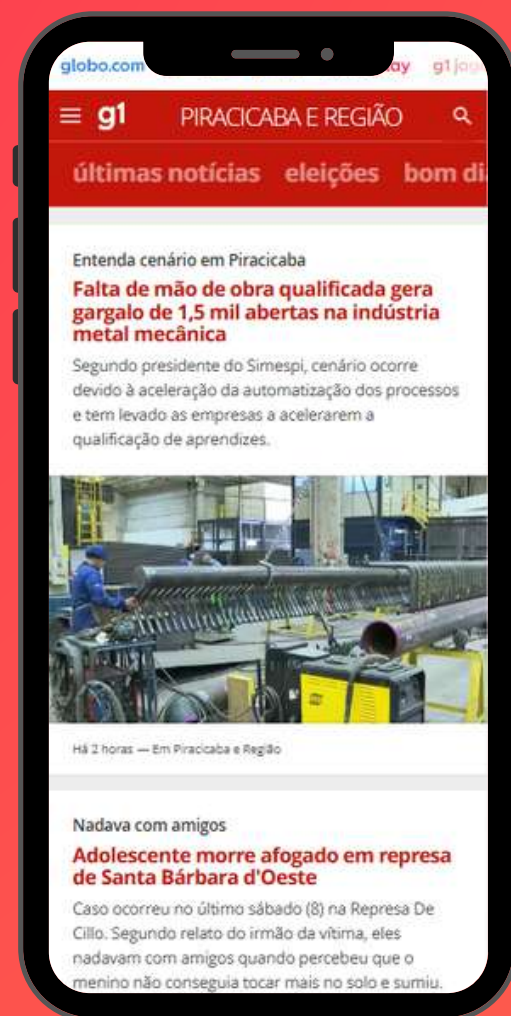 globo.com ay g1 jog
g1 PIRACICABA E REGIÃO
últimas notícias eleições bom di
Entenda cenário em Piracicaba
Falta de mão de obra qualificada gera
gargalo de 1,5 mil abertas na indústria
metal mecânica
Segundo presidente do Simespi, cenário ocorre
devido à aceleração da automatização dos processos
e tem levado as empresas a acelerarem a
qualificação de aprendizes.
Há 2 horas — Em Piracicaba e Região
Nadava com amigos
Adolescente morre afogado em represa
de Santa Bárbara d'Oeste
Caso ocorreu no último sábado (8) na Represa De
Cillo. Segundo relato do irmão da vítima, eles
nadavam com amigos quando percebeu que o
menino não conseguia tocar mais no solo e sumiu.